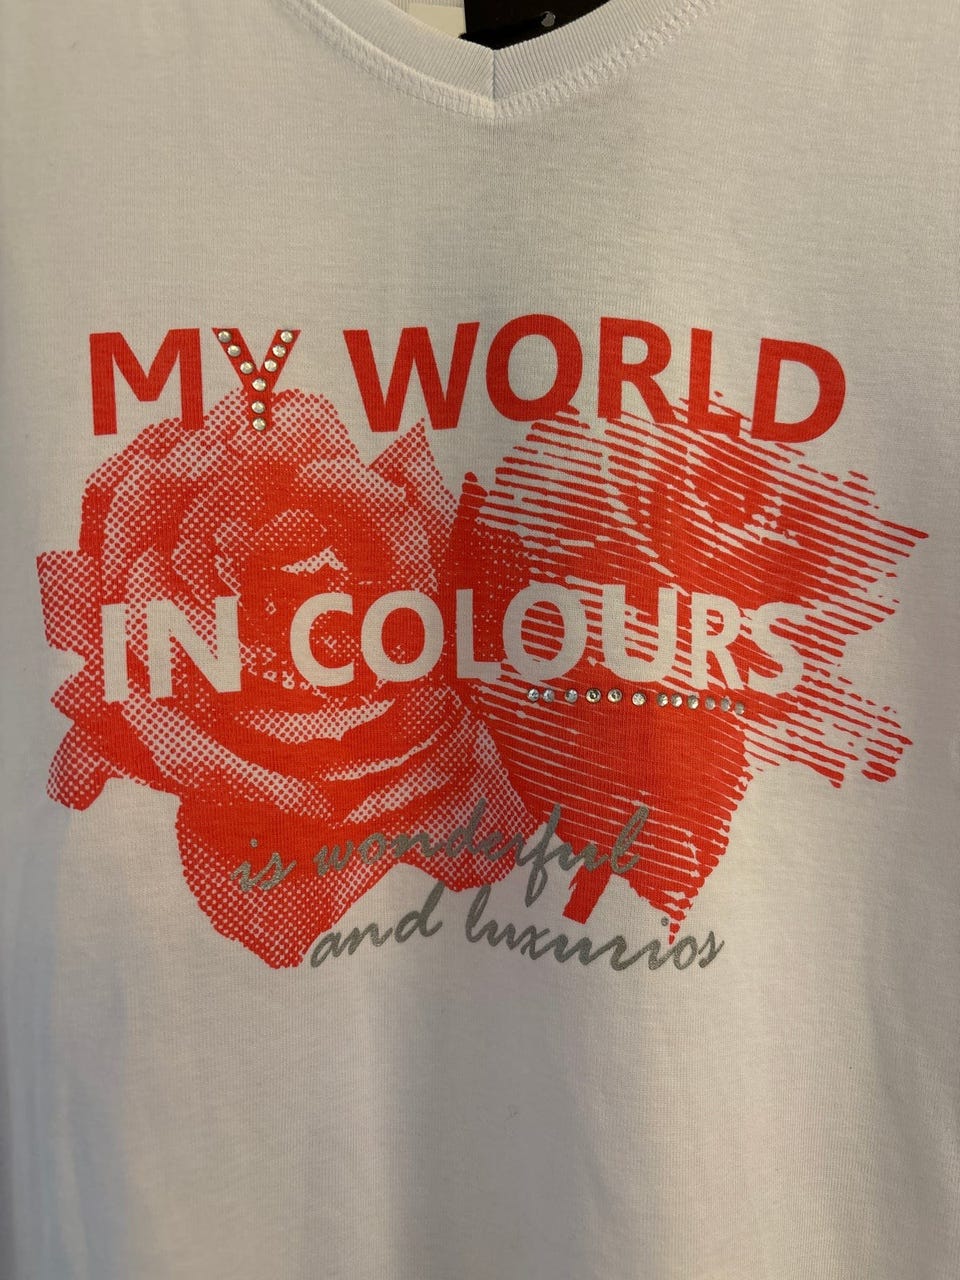 MY WORLD
IN COLOURS
is wonderful
and luxurios